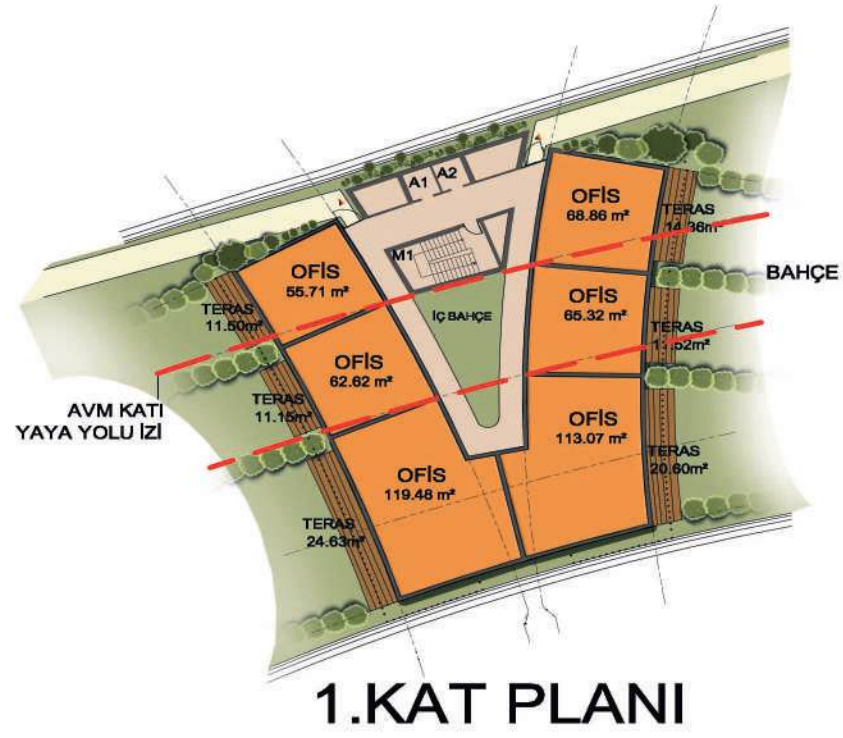 A1 A2
OFİS
68.86 m²
TERAS
14.36m²
M1
BAHÇE
OFİS
55.71 m²
OFİS
65.32 m²
İÇ BAHÇE
TERAS
11.50m²
TERAS
OFİS
62.62 m²
AVM KATI
YAYA YOLU İZİ
TERAS
11.15m²
OFİS
113.07 m²
OFİS
119.48 m²
20.60m²
TERAS
TERAS
24.63m²
1.KAT PLANI